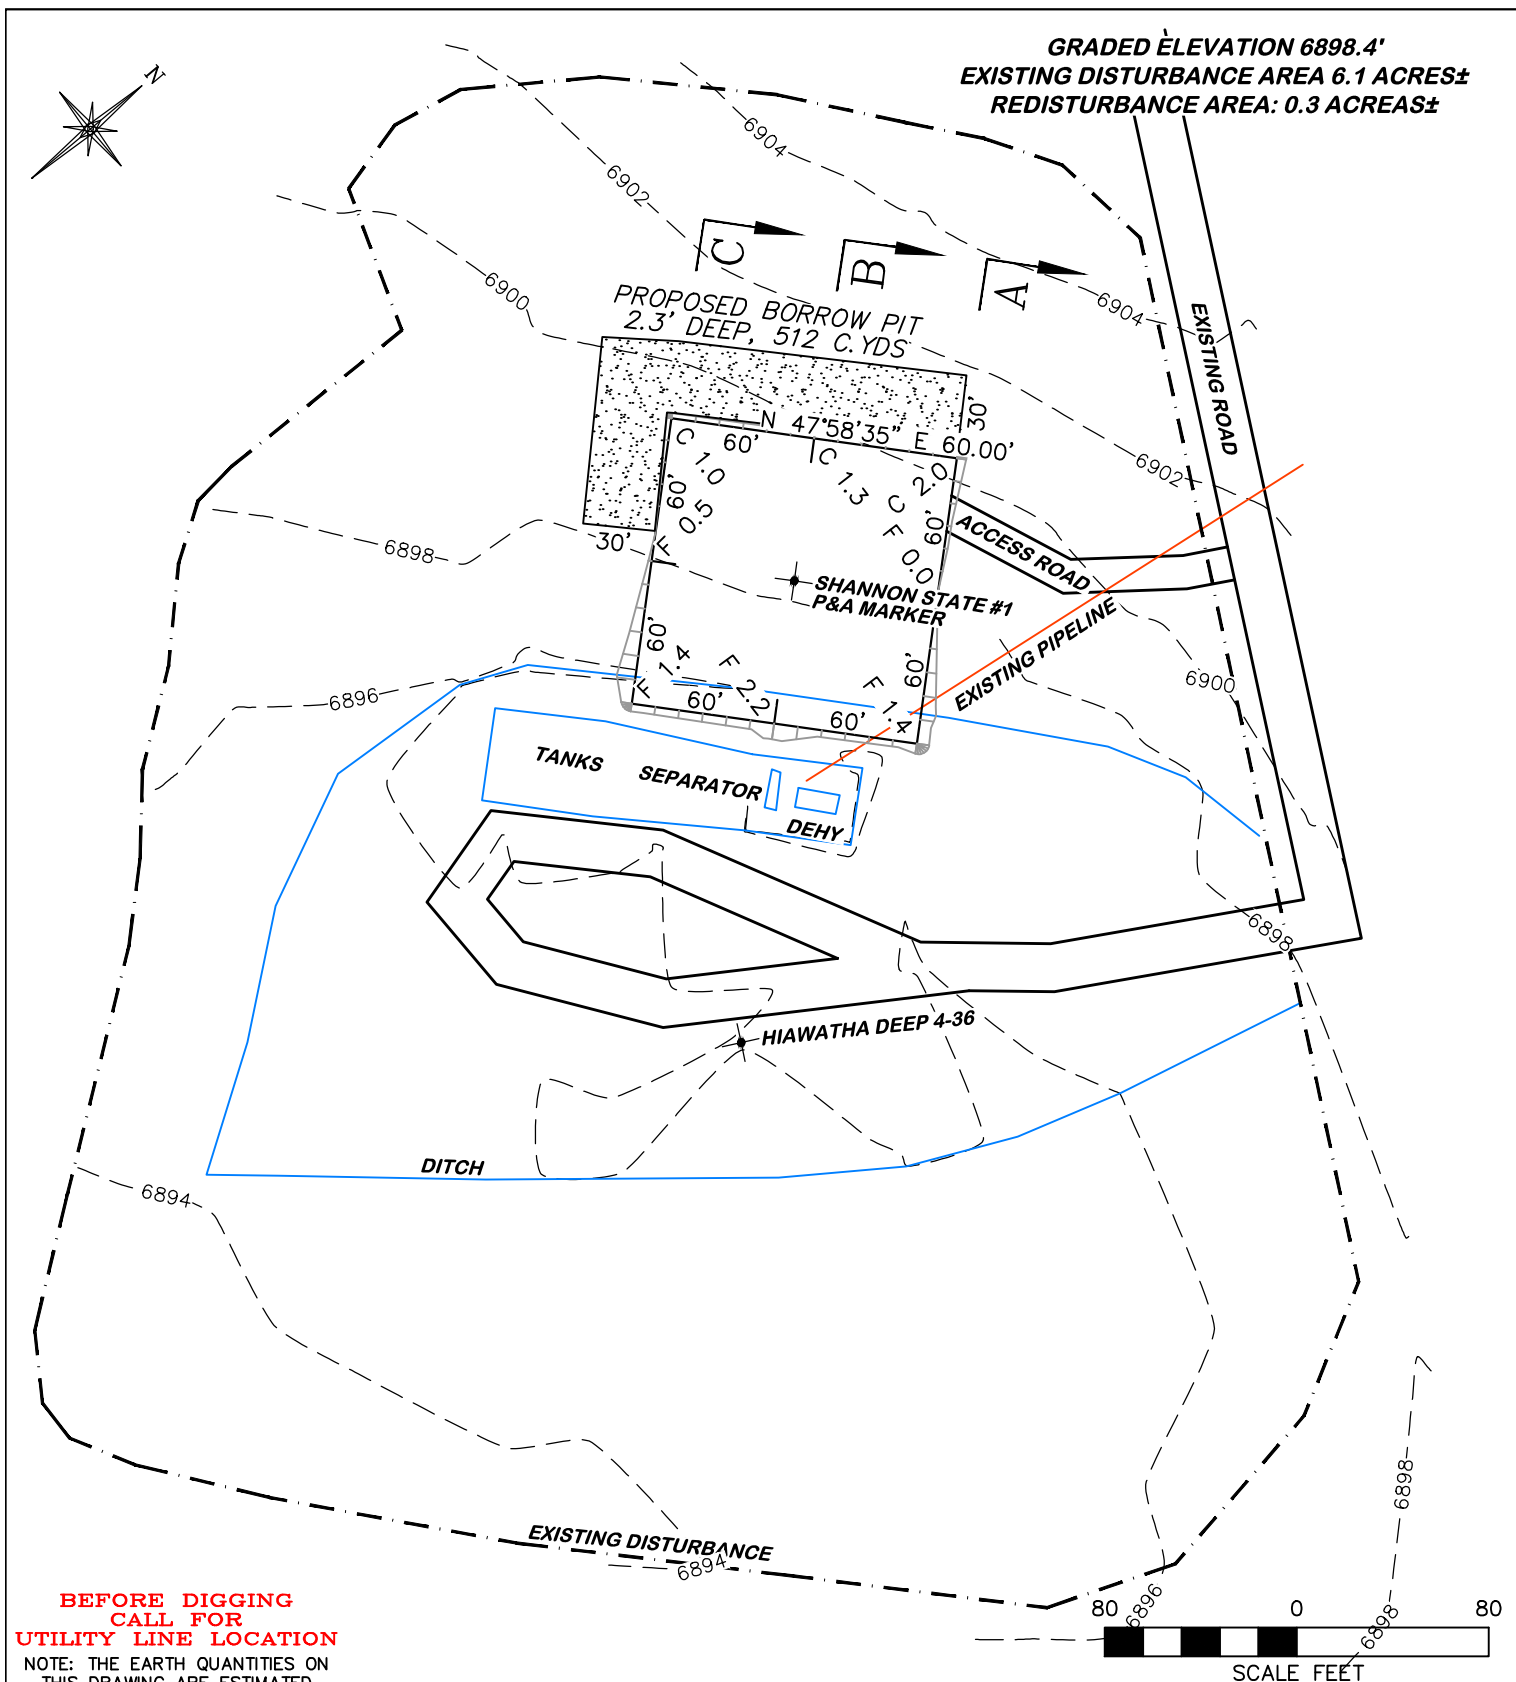 GRADED ELEVATION 6898.4'
EXISTING DISTURBANCE AREA 6.1 ACRES±
REDISTURBANCE AREA: 0.3 ACREAS±
N
6904
6902
C
B
A
6900
6904
PROPOSED BORROW PIT
2.3' DEEP, 512 C.YDS
EXISTING ROAD
30'
N 47°58'35" E 60.00'
60'
C 1.0
C 1.3
C 2.0
6902
60'
F 0.5
60'
F 0.0
ACCESS ROAD
30'
6898
SHANNON STATE #1
P&A MARKER
EXISTING PIPELINE
60'
60'
6900
F 1.4
F 2.2
F 1.4
60'
60'
6896
TANKS
SEPARATOR
DEHY
6898
HIAWATHA DEEP 4-36
DITCH
6894
6898
EXISTING DISTURBANCE
6894
6896
6898
BEFORE DIGGING
CALL FOR
UTILITY LINE LOCATION
NOTE: THE EARTH QUANTITIES ON
THIS DRAWING ARE ESTIMATED
80 0 80
SCALE FEET